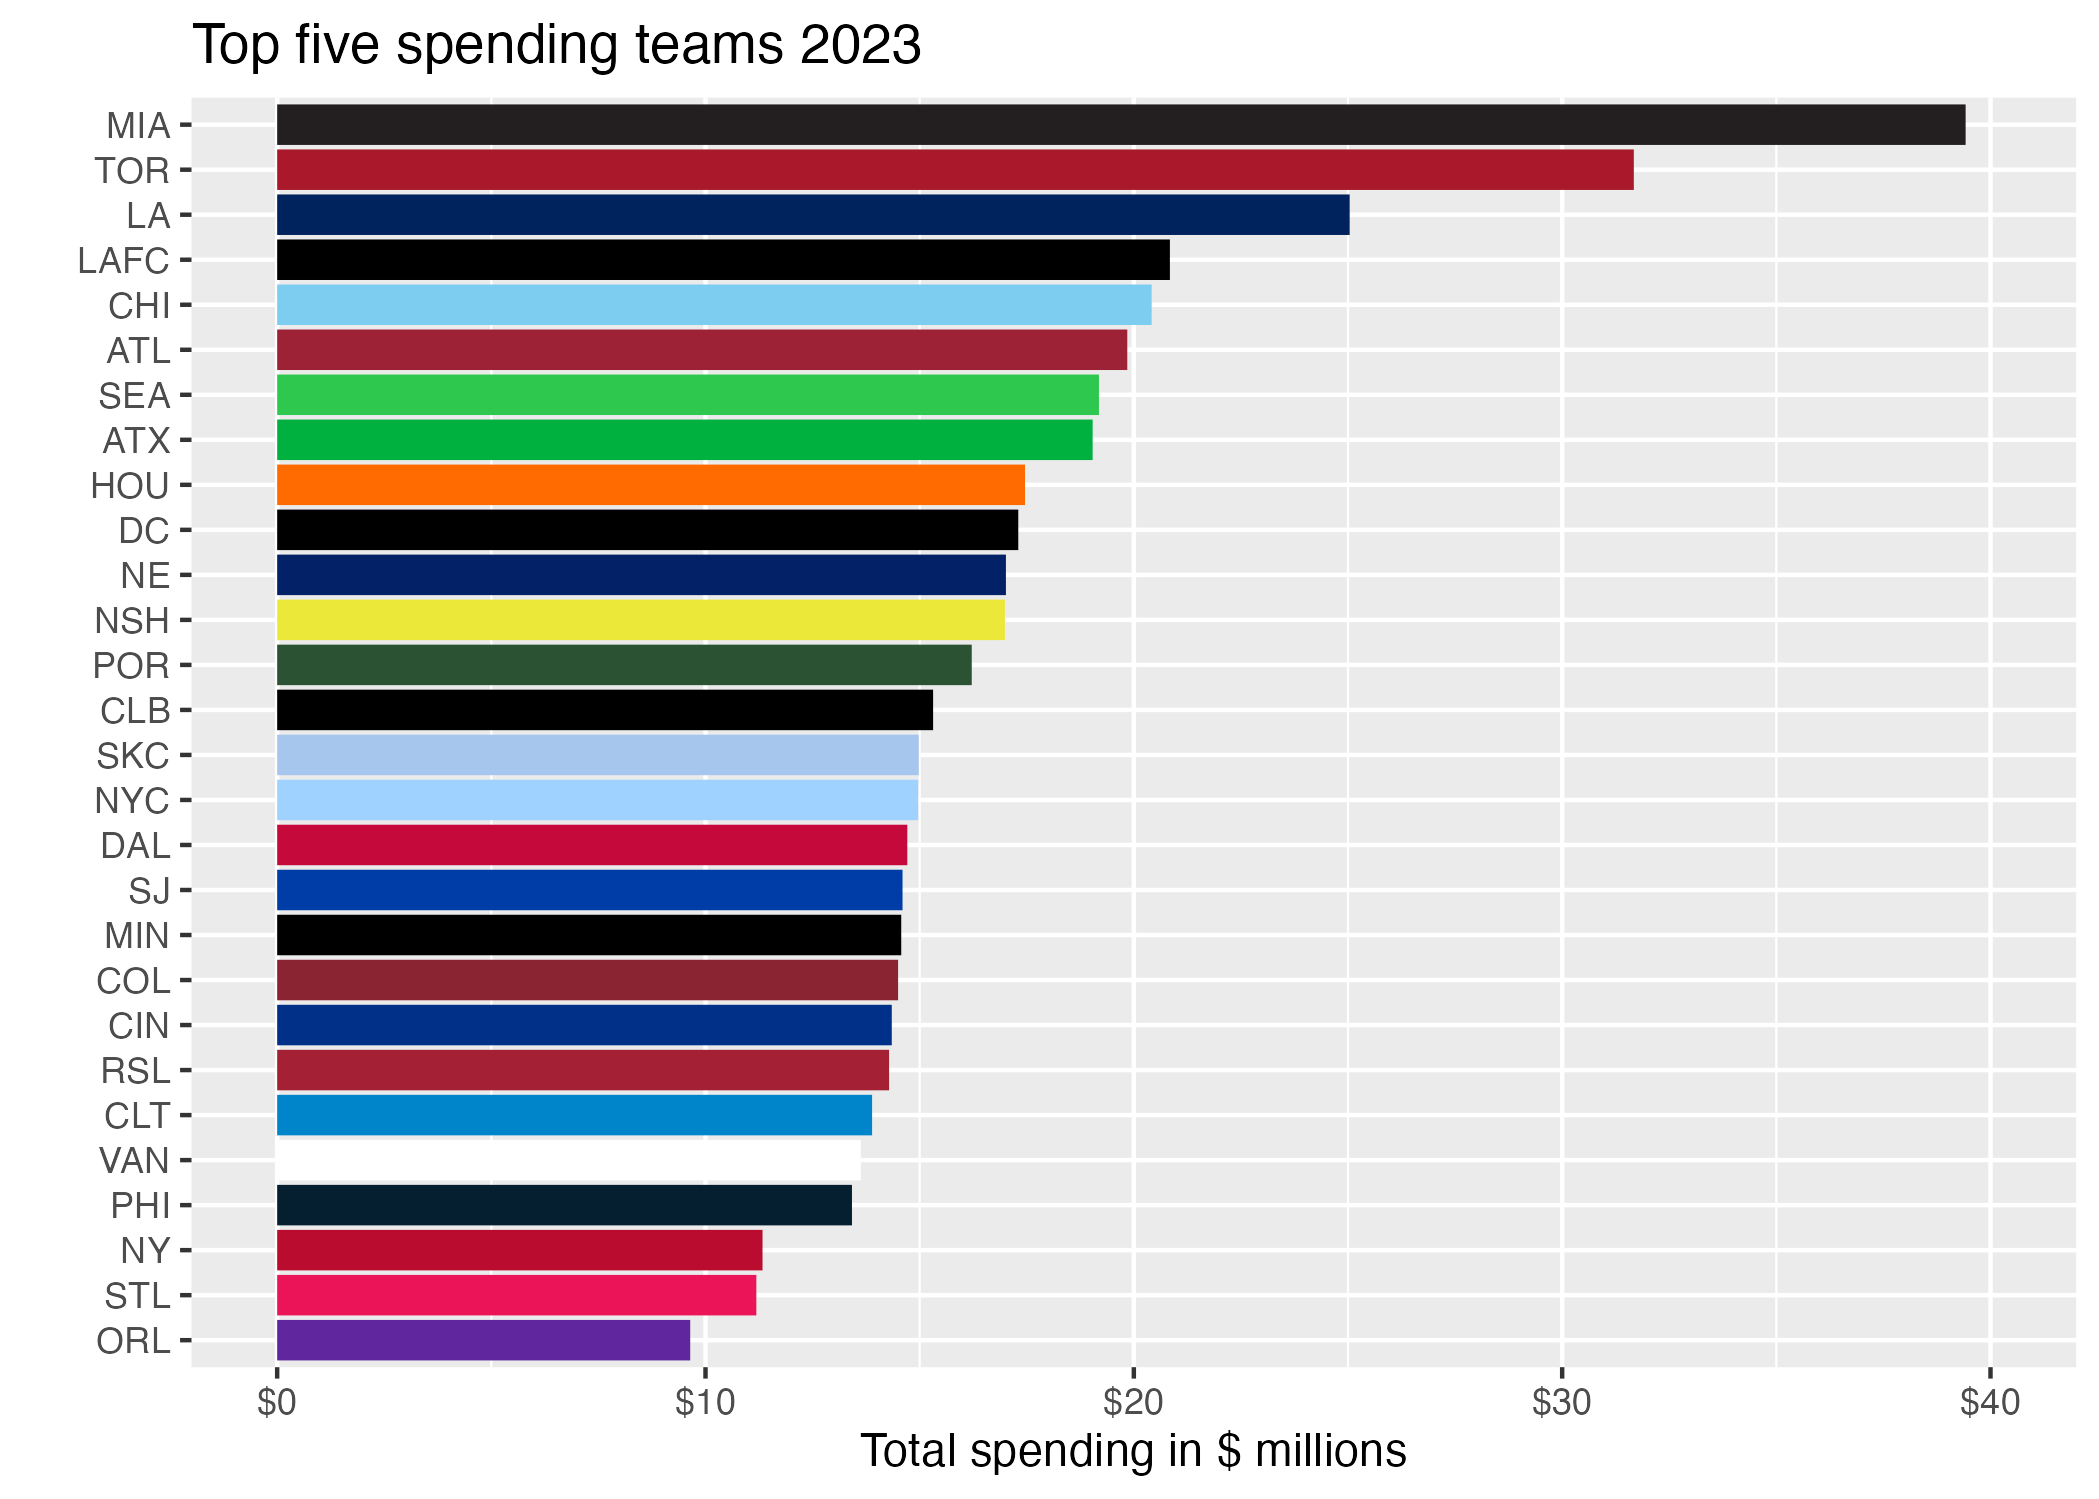 Top five spending teams 2023
MIA
TOR
LA
LAFC
CHI
ATL
SEA
ATX
HOU
DC
NE
NSH
POR
CLB
SKC
NYC
DAL
SJ
MIN
COL
CIN
RSL
CLT
VAN
PHI
NY
STL
ORL
$0 $10 $20 $30 $40
Total spending in $ millions